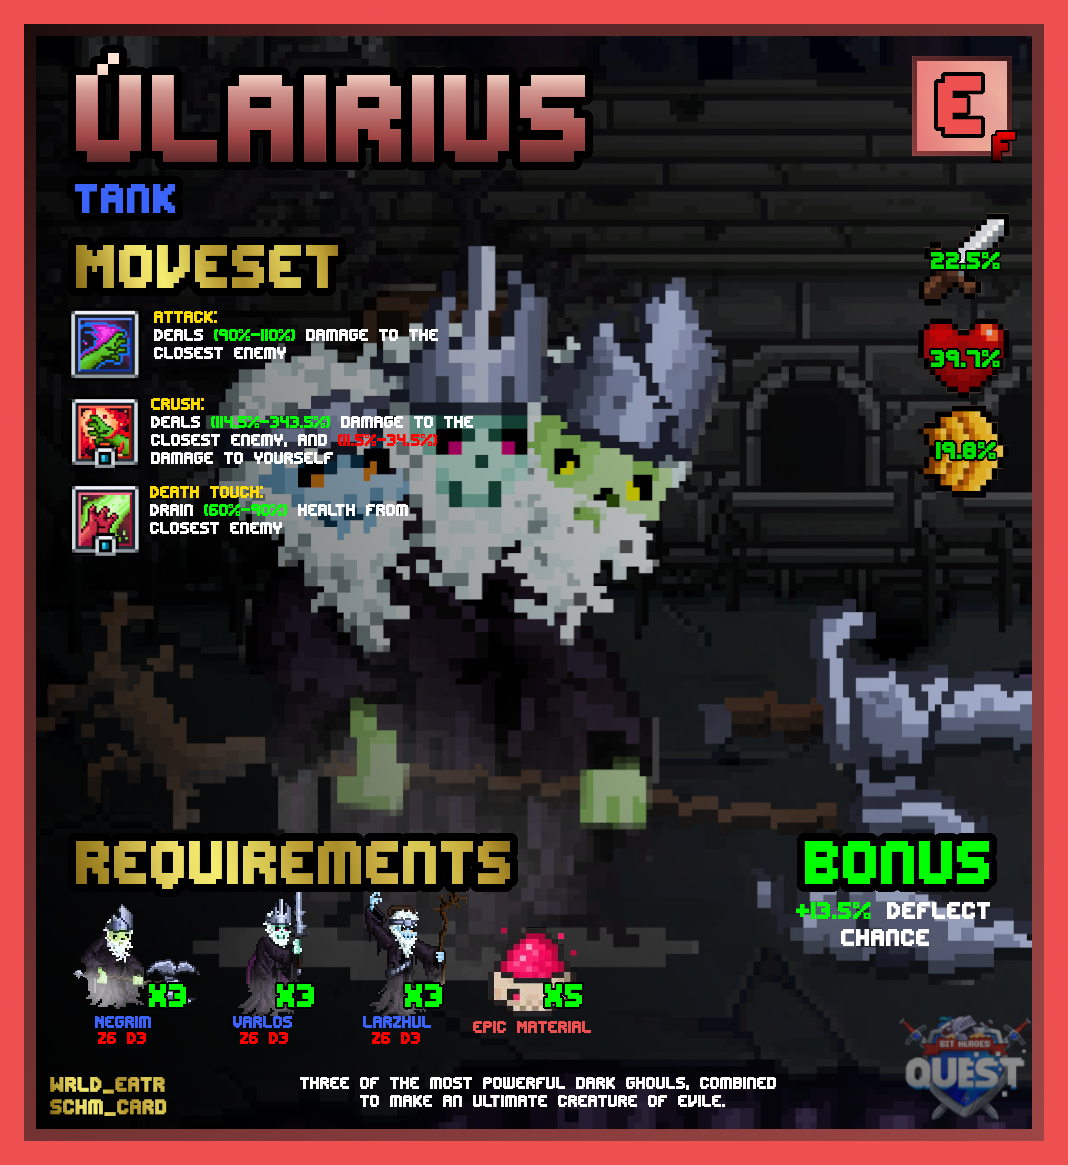 ÚLAIRIUS
E
F
TANK
22.5%
39.7%
19.8%
MOVESET
ATTACK:
DEALS (90%-110%) DAMAGE TO THE
CLOSEST ENEMY
CRUSH:
DEALS (114.5%-343.5%) DAMAGE TO THE
CLOSEST ENEMY, AND (11.5%-34.5%)
DAMAGE TO YOURSELF
DEATH TOUCH:
DRAIN (60%-90%) HEALTH FROM
CLOSEST ENEMY
REQUIREMENTS
X3
NEGRIM
Z6 D3
X3
VARLOS
Z6 D3
X3
LARZHUL
Z6 D3
X5
EPIC MATERIAL
BONUS
+13.5% DEFLECT
CHANCE
WRLD_EATR
SCHM_CARD
THREE OF THE MOST POWERFUL DARK GHOULS, COMBINED
TO MAKE AN ULTIMATE CREATURE OF EVILE.
BIT HEROES
QUEST